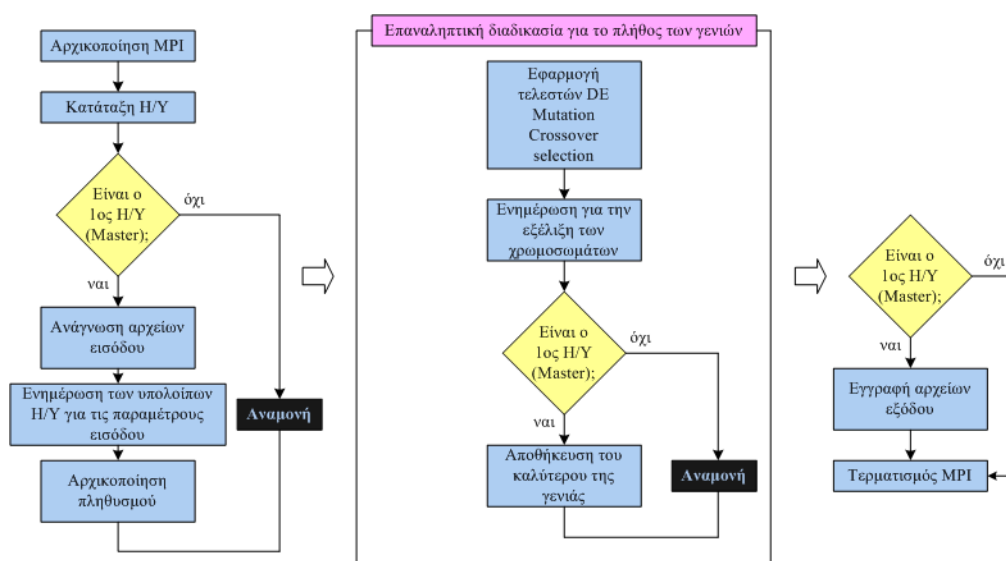 Αρχικοποίηση MPI
Κατάταξη Η/Υ
Είναι ο
1ος Η/Υ
(Master);
όχι
ναι
Ανάγνωση αρχείων
εισόδου
Ενημέρωση των υπολοίπων
Η/Υ για τις παραμέτρους
εισόδου
Αναμονή
Αρχικοποίηση
πληθυσμού
Επαναληπτική διαδικασία για το πλήθος των γενιών
Εφαρμογή
τελεστών DE
Mutation
Crossover
selection
Ενημέρωση για την
εξέλιξη των
χρωμοσωμάτων
Είναι ο
1ος Η/Υ
(Master);
όχι
ναι
Αποθήκευση του
καλύτερου της
γενιάς
Αναμονή
Είναι ο
1ος Η/Υ
(Master);
όχι
ναι
Εγγραφή αρχείων
εξόδου
Τερματισμός MPI